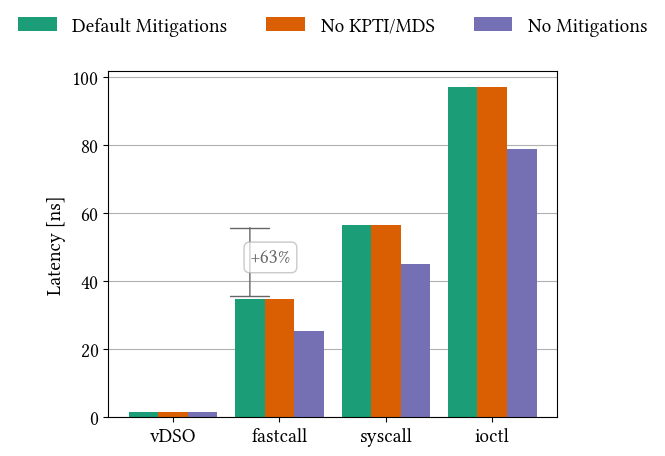 Default Mitigations No KPTI/MDS No Mitigations
100
80
60
40
20
0
Latency [ns]
+63%
vDSO fastcall syscall ioctl